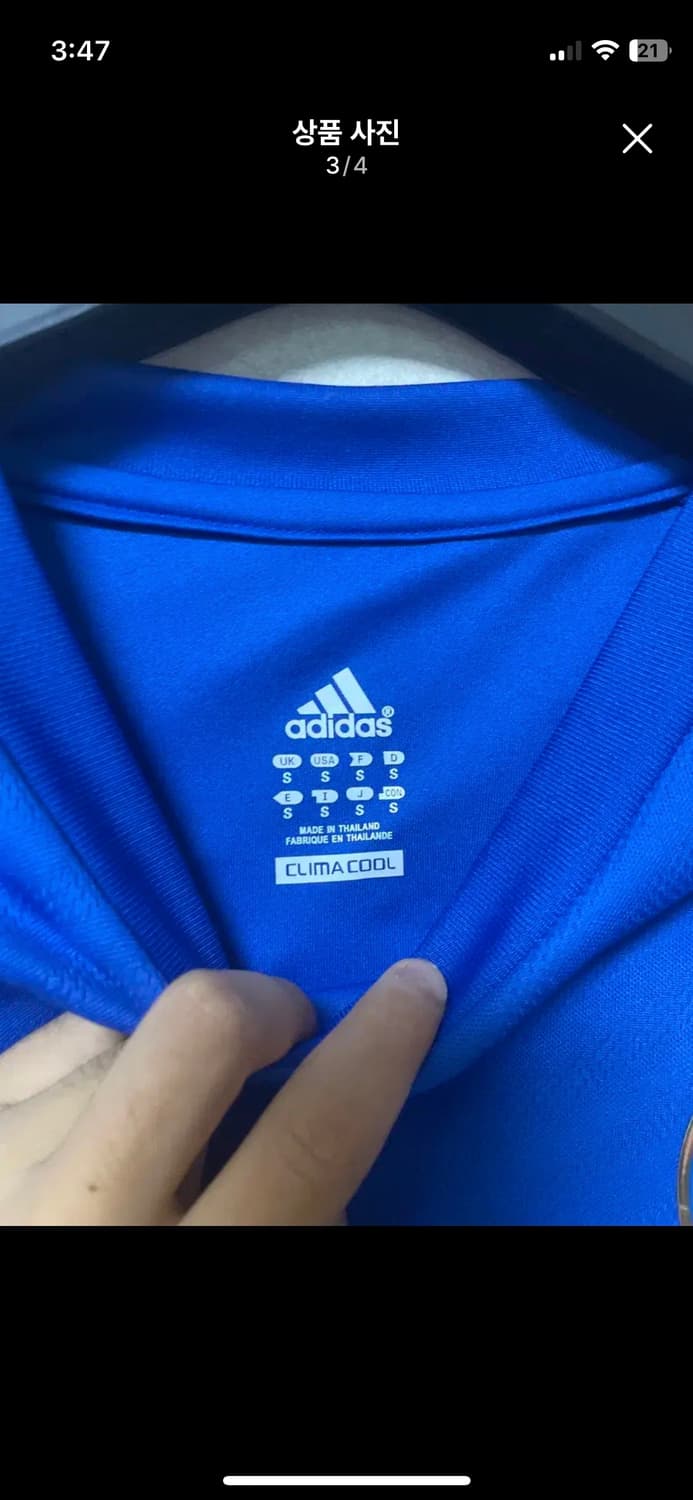 3:47
21
상품 사진
3/4
adidas®
UK USA F D
S S S S
E I J CON
S S S S
MADE IN THAILAND
FABRIQUE EN THAILANDE
CLIMACOOL